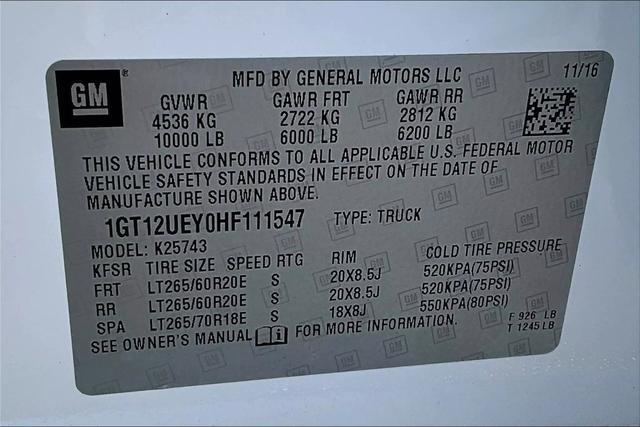 GM
®
MFD BY GENERAL MOTORS LLC 11/16
GVWR GAWR FRT GAWR RR
4536 KG 2722 KG 2812 KG
10000 LB 6000 LB 6200 LB
THIS VEHICLE CONFORMS TO ALL APPLICABLE U.S. FEDERAL MOTOR
VEHICLE SAFETY STANDARDS IN EFFECT ON THE DATE OF
MANUFACTURE SHOWN ABOVE.
1GT12UEY0HF111547 TYPE: TRUCK
MODEL: K25743
KFSR TIRE SIZE SPEED RTG RIM COLD TIRE PRESSURE
FRT LT265/60R20E S 20X8.5J 520KPA(75PSI)
RR LT265/60R20E S 20X8.5J 520KPA(75PSI)
SPA LT265/70R18E S 18X8J 550KPA(80PSI)
SEE OWNER'S MANUAL FOR MORE INFORMATION.
F 926 LB
T 1245 LB